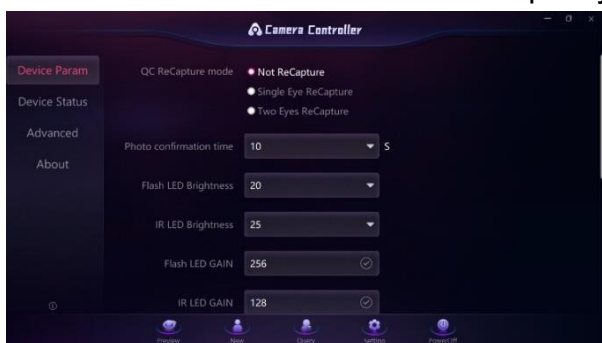 Camera Controller
Device Param
Device Status
Advanced
About
QC ReCapture mode
Not ReCapture
Single Eye ReCapture
Two Eyes ReCapture
Photo confirmation time 10 S
Flash LED Brightness 20
IR LED Brightness 25
Flash LED GAIN 256
IR LED GAIN 128
Preview New Query Setting PowerOff